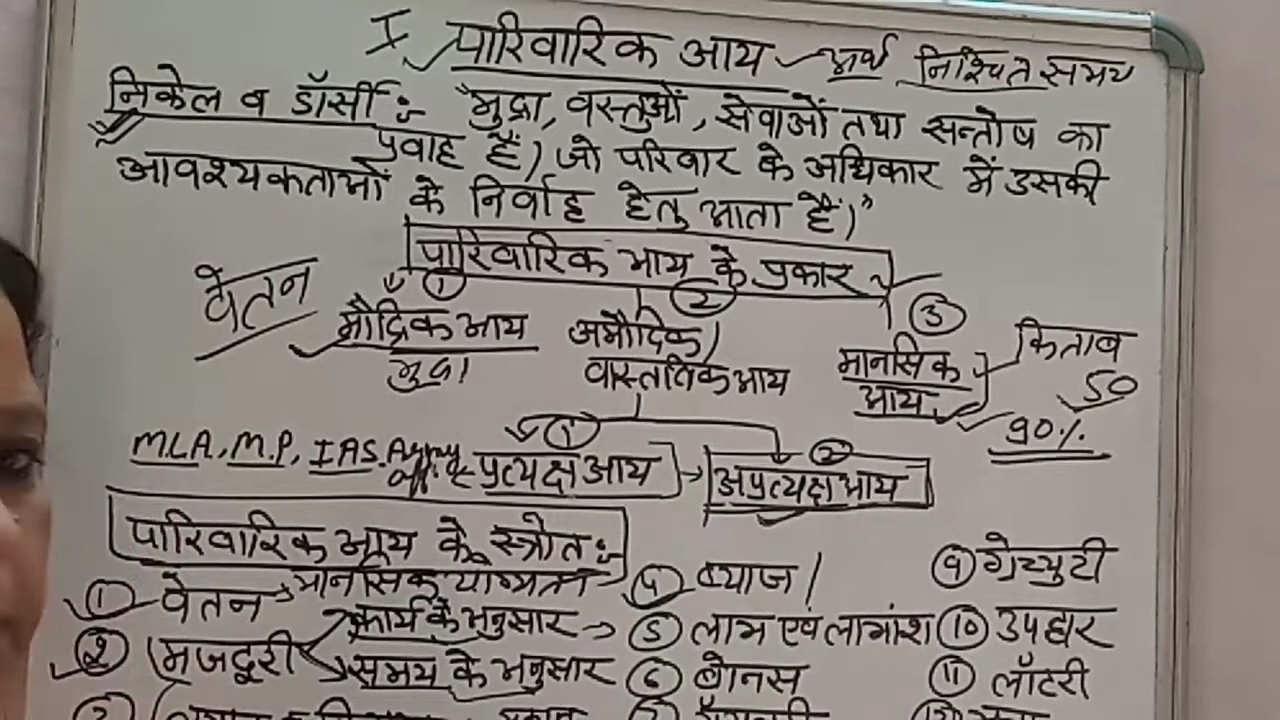 I पारिवारिक आय अर्थ निश्चित समय
निकेल व डॉर्सी :- "मुद्रा, वस्तुओं, सेवाओं तथा सन्तोष का
प्रवाह है, जो परिवार के अधिकार में उसकी
आवश्यकताओं के निर्वाह हेतु आता है।"
पारिवारिक आय के प्रकार
वेतन
① मौद्रिक आय
मुद्रा
② अमौद्रिक/
वास्तविक आय
③ मानसिक
आय
किताब
50
90%
MLA, M.P, IAS, Army
① प्रत्यक्ष आय
② अप्रत्यक्ष आय
पारिवारिक आय के स्त्रोत :-
① वेतन मानसिक योग्यता
② मजदूरी कार्य के अनुसार
समय के अनुसार
④ ब्याज
⑤ लाभ एवं लाभांश
⑥ बोनस
⑨ गेच्युटी
⑩ उपहार
⑪ लॉटरी